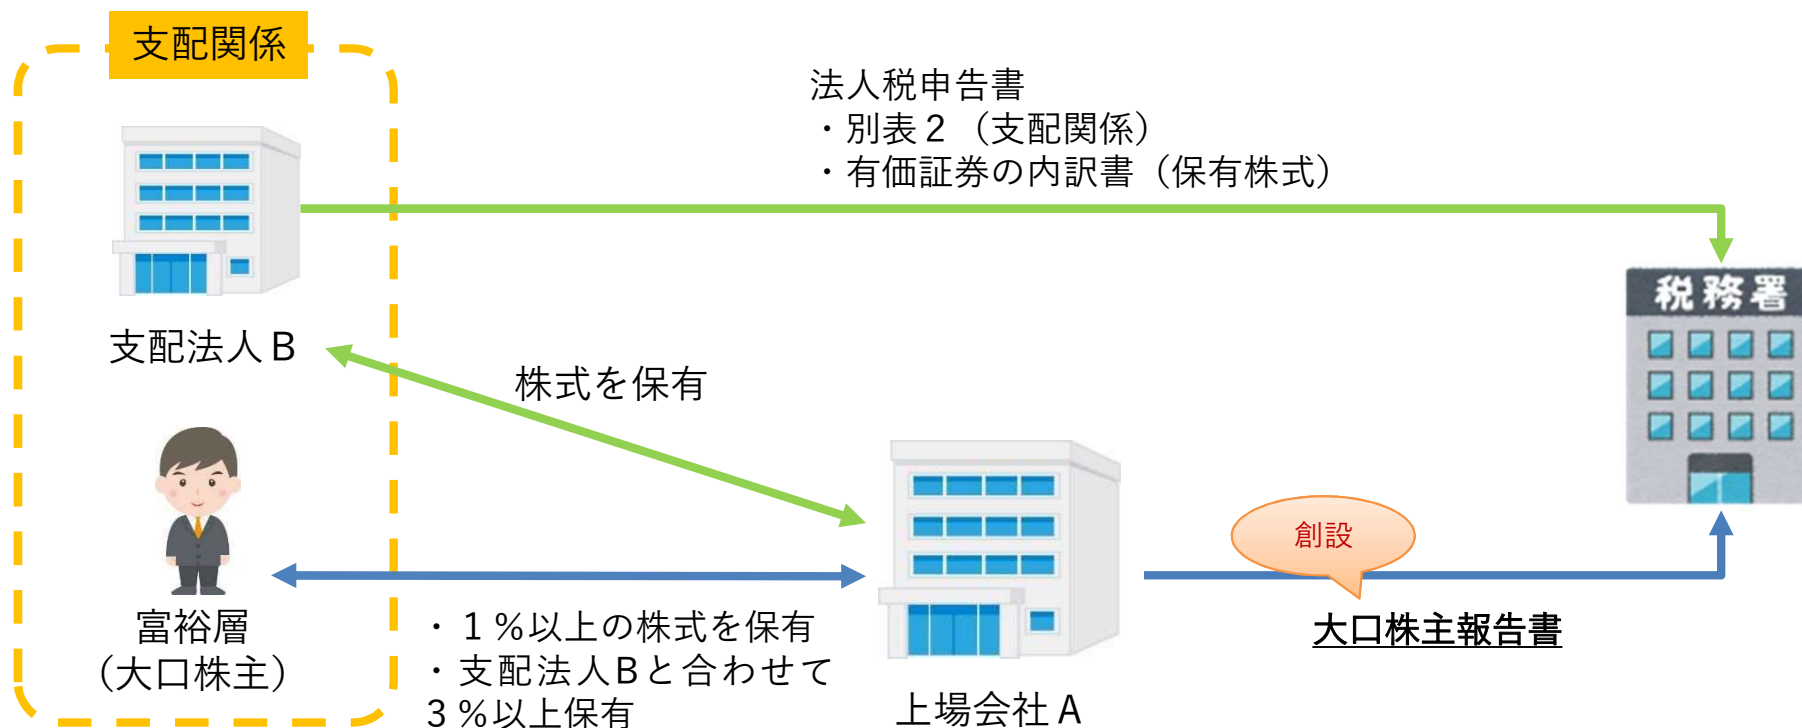 支配関係
法人税申告書
・別表２（支配関係）
・有価証券の内訳書（保有株式）
税務署
支配法人Ｂ
株式を保有
創設
大口株主報告書
富裕層
（大口株主）
・１％以上の株式を保有
・支配法人Bと合わせて
３％以上保有
上場会社Ａ